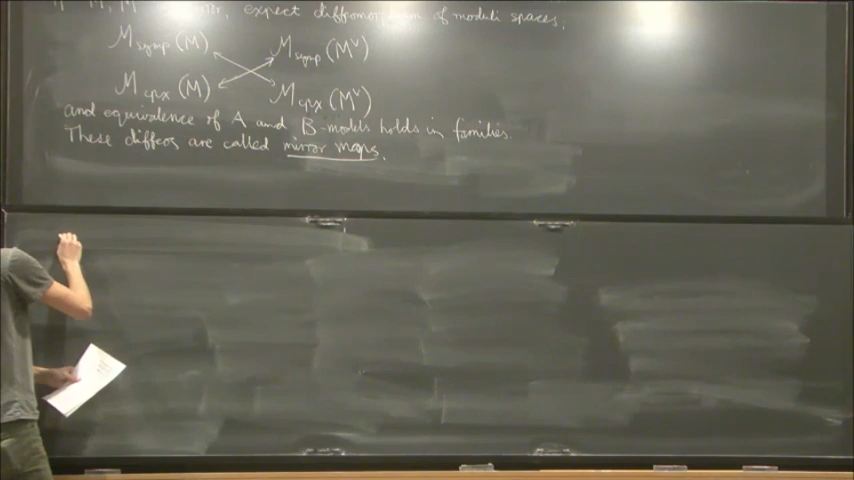 M, M expect diffeomorphism of moduli spaces,
M_symp (M) M_symp (M^∨)
M_cpx (M) M_cpx (M^∨)
and equivalence of A and B-models holds in families.
These diffeos are called mirror maps.